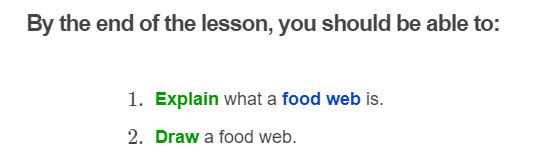 By the end of the lesson, you should be able to:
1. Explain what a food web is.
2. Draw a food web.